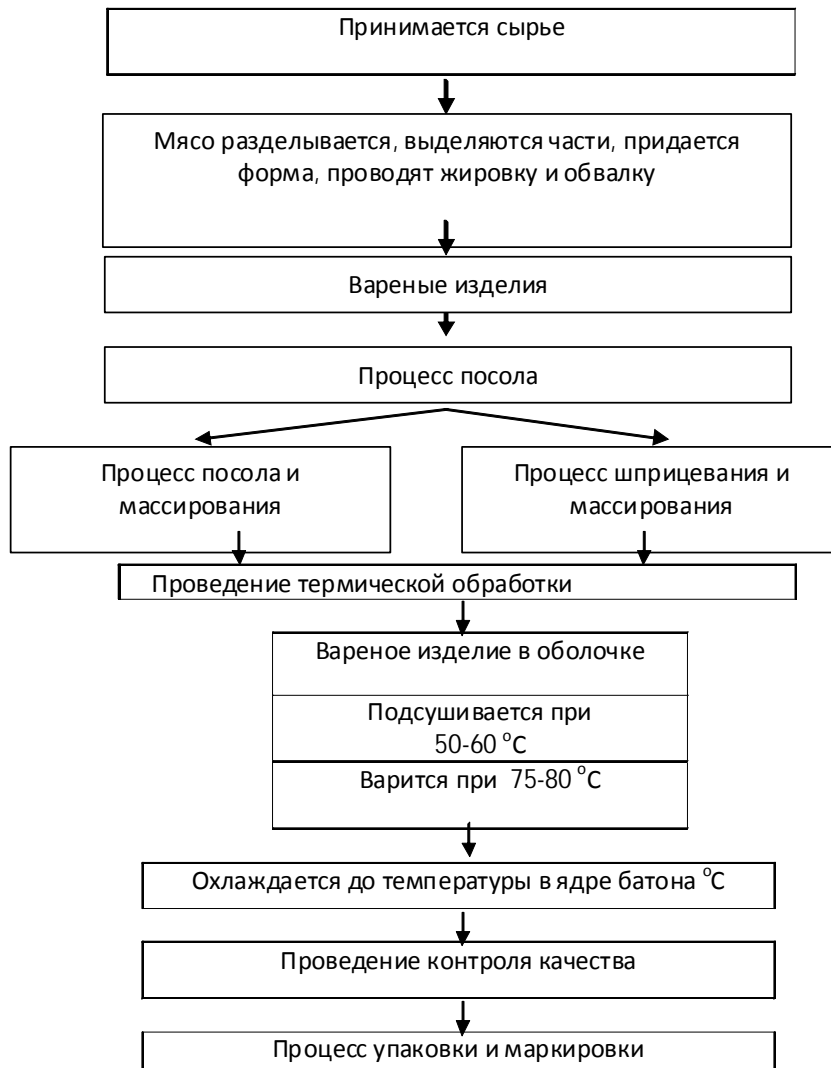 Принимается сырье
Мясо разделывается, выделяются части, придается
форма, проводят жировку и обвалку
Вареные изделия
Процесс посола
Процесс посола и
массирования
Процесс шприцевания и
массирования
Проведение термической обработки
Вареное изделие в оболочке
Подсушивается при
50-60 °С
Варится при 75-80 °С
Охлаждается до температуры в ядре батона °С
Проведение контроля качества
Процесс упаковки и маркировки